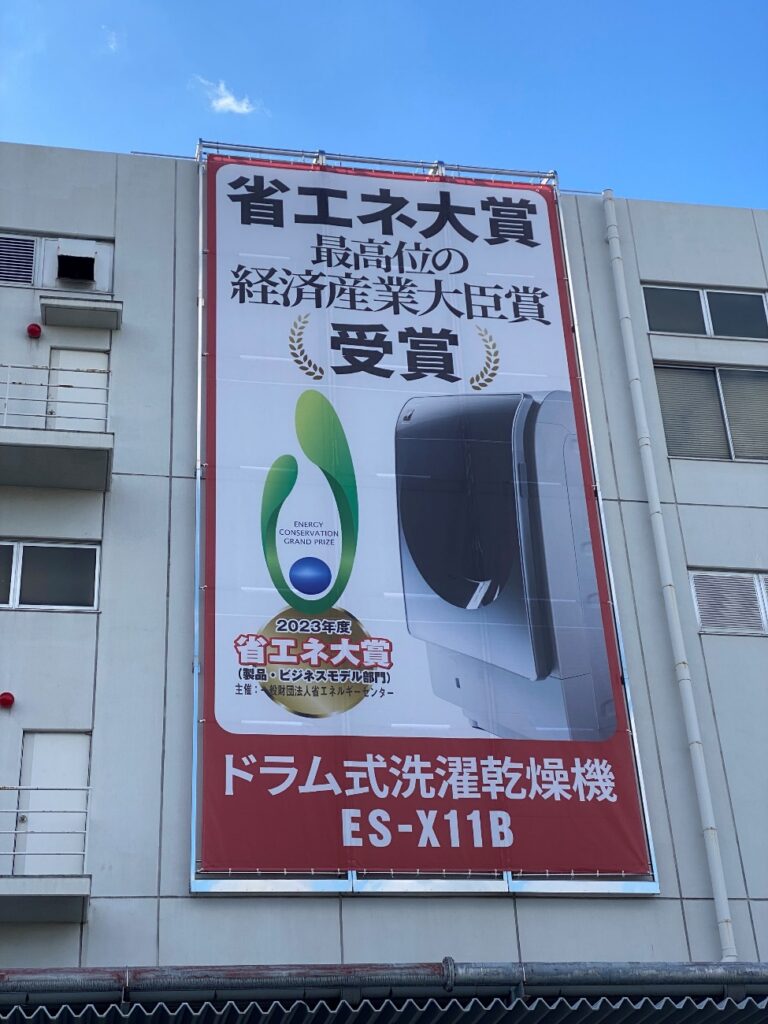 省エネ大賞
最高位の
経済産業大臣賞
受賞
ENERGY
CONSERVATION
GRAND PRIZE
2023年度
省エネ大賞
(製品・ビジネスモデル部門)
主催:一般財団法人省エネルギーセンター
ドラム式洗濯乾燥機
ES-X11B